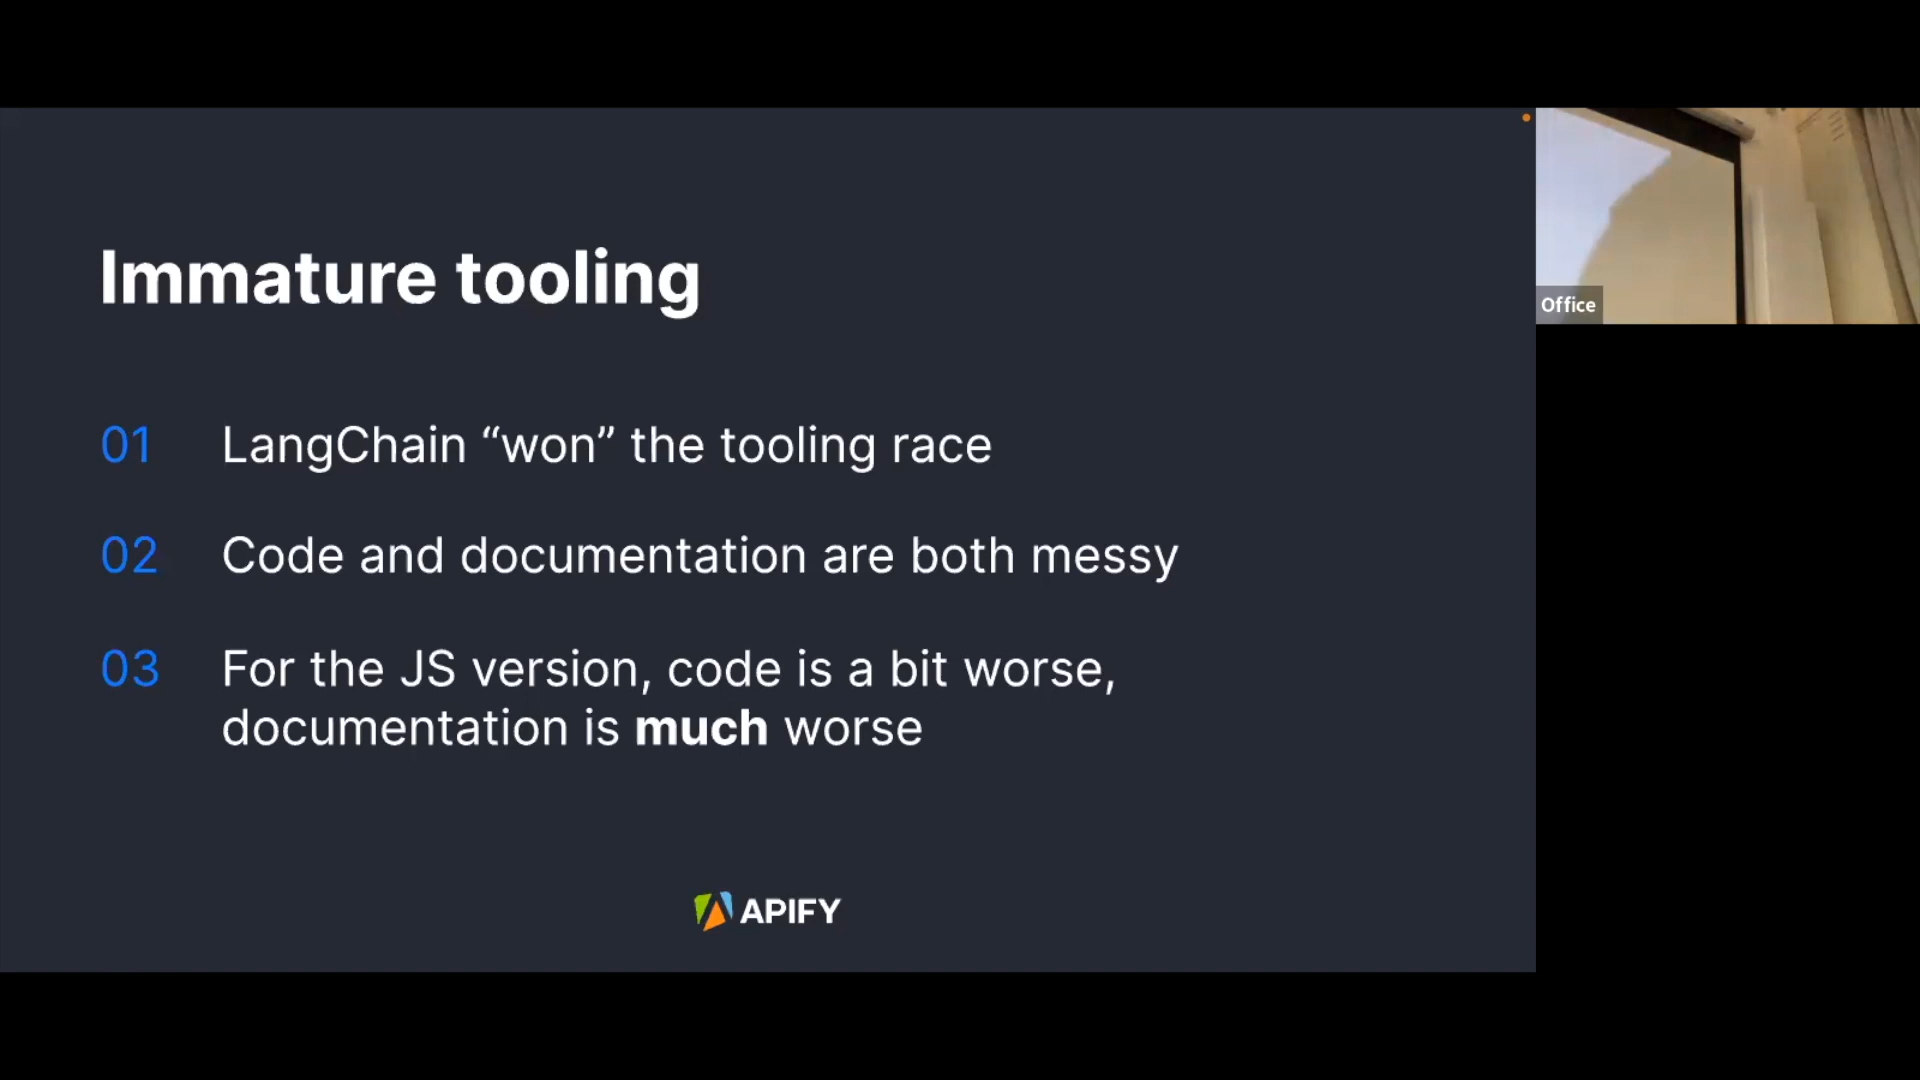 Immature tooling
01 LangChain “won” the tooling race
02 Code and documentation are both messy
03 For the JS version, code is a bit worse,
documentation is much worse
APIFY
Office